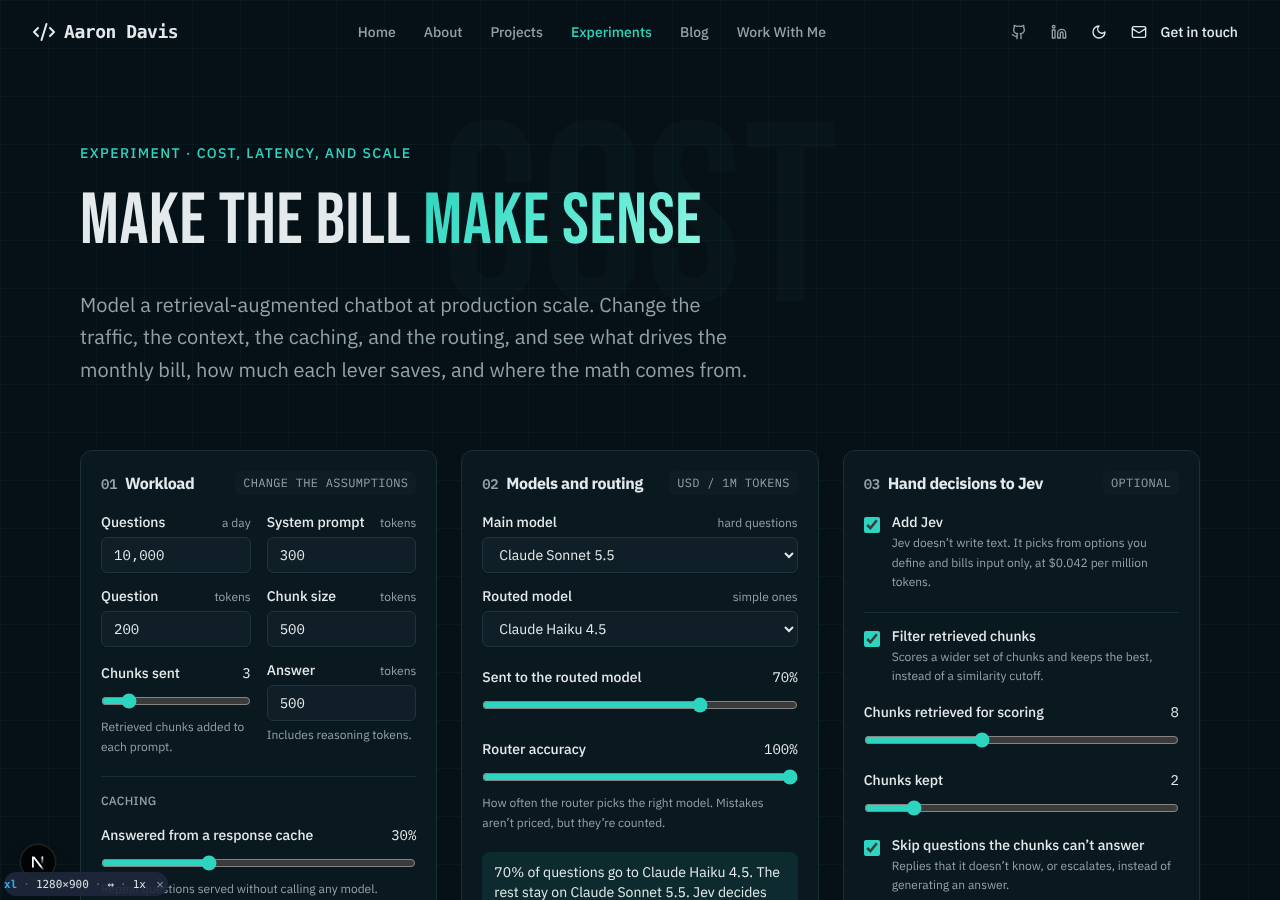 </> Aaron Davis
Home About Projects Experiments Blog Work With Me
Get in touch
COST
EXPERIMENT · COST, LATENCY, AND SCALE
MAKE THE BILL MAKE SENSE
Model a retrieval-augmented chatbot at production scale. Change the
traffic, the context, the caching, and the routing, and see what drives the
monthly bill, how much each lever saves, and where the math comes from.
01 Workload CHANGE THE ASSUMPTIONS
Questions a day
10,000
System prompt tokens
300
Question tokens
200
Chunk size tokens
500
Chunks sent 3
Retrieved chunks added to
each prompt.
Answer tokens
500
Includes reasoning tokens.
CACHING
Answered from a response cache 30%
questions served without calling any model.
02 Models and routing USD / 1M TOKENS
Main model hard questions
Claude Sonnet 5.5
Routed model simple ones
Claude Haiku 4.5
Sent to the routed model 70%
Router accuracy 100%
How often the router picks the right model. Mistakes
aren’t priced, but they’re counted.
70% of questions go to Claude Haiku 4.5. The
rest stay on Claude Sonnet 5.5. Jev decides
03 Hand decisions to Jev OPTIONAL
Add Jev
Jev doesn’t write text. It picks from options you
define and bills input only, at $0.042 per million
tokens.
Filter retrieved chunks
Scores a wider set of chunks and keeps the best,
instead of a similarity cutoff.
Chunks retrieved for scoring 8
Chunks kept 2
Skip questions the chunks can’t answer
Replies that it doesn’t know, or escalates, instead of
generating an answer.
N
xl · 1280×900 · ↔ · 1x ×